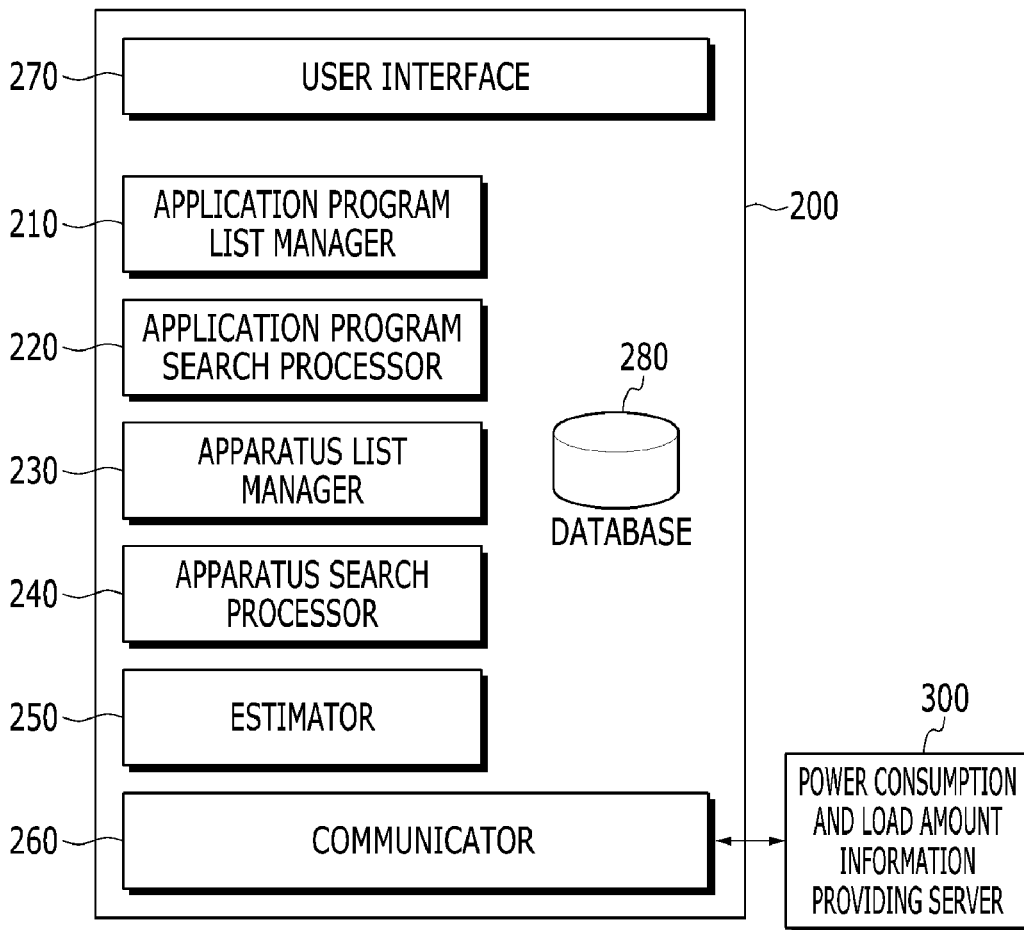 270
USER INTERFACE
210
APPLICATION PROGRAM
LIST MANAGER
200
220
APPLICATION PROGRAM
SEARCH PROCESSOR
280
DATABASE
230
APPARATUS LIST
MANAGER
240
APPARATUS SEARCH
PROCESSOR
250
ESTIMATOR
260
COMMUNICATOR
300
POWER CONSUMPTION
AND LOAD AMOUNT
INFORMATION
PROVIDING SERVER